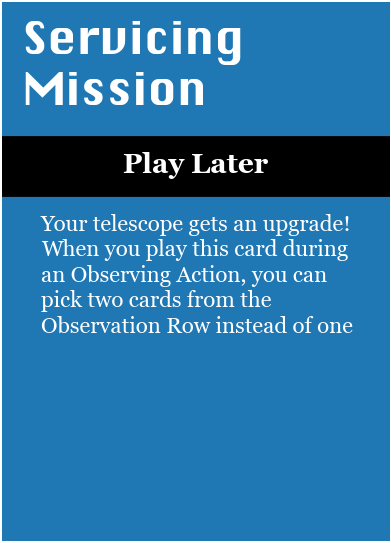 Servicing
Mission
Play Later
Your telescope gets an upgrade!
When you play this card during
an Observing Action, you can
pick two cards from the
Observation Row instead of one